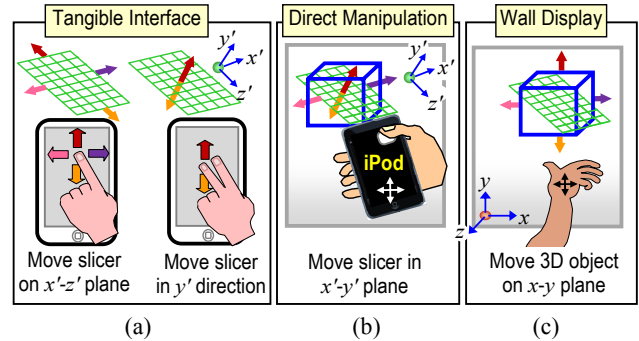 Tangible Interface
y′
x′
z′
Move slicer
on x′-z′ plane
Move slicer
in y′ direction
(a)
Direct Manipulation
y′
x′
z′
iPod
Move slicer in
x′-y′ plane
(b)
Wall Display
y
x
z
Move 3D object
on x-y plane
(c)